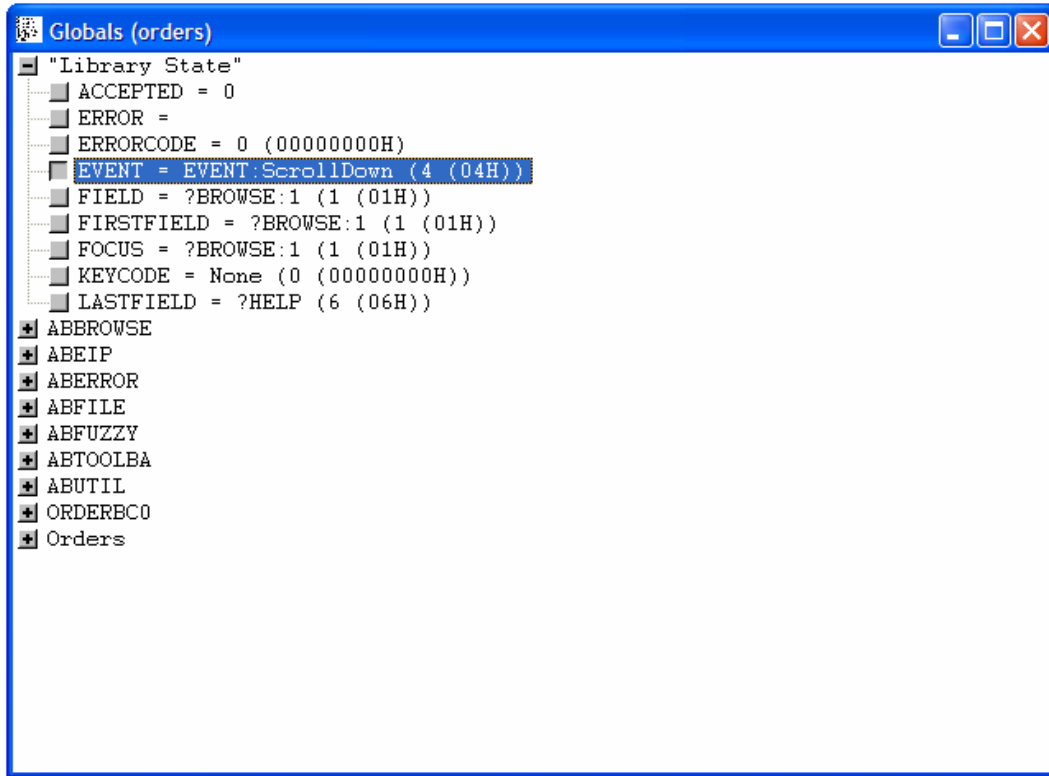 Globals (orders)
"Library State"
ACCEPTED = 0
ERROR =
ERRORCODE = 0 (00000000H)
EVENT = EVENT:ScrollDown (4 (04H))
FIELD = ?BROWSE:1 (1 (01H))
FIRSTFIELD = ?BROWSE:1 (1 (01H))
FOCUS = ?BROWSE:1 (1 (01H))
KEYCODE = None (0 (00000000H))
LASTFIELD = ?HELP (6 (06H))
ABBROWSE
ABEIP
ABERROR
ABFILE
ABFUZZY
ABTOOLBA
ABUTIL
ORDERBC0
Orders